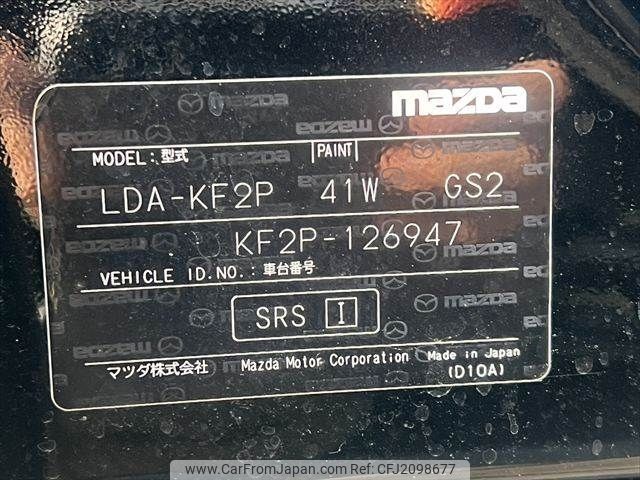 mazda
MODEL: 型式 PAINT
LDA-KF2P 41W GS2
KF2P-126947
VEHICLE ID.NO.: 車台番号
SRS I
マツダ株式会社 Mazda Motor Corporation Made in Japan
(D10A)
www.CarFromJapan.com | Ref: CFJ2098677